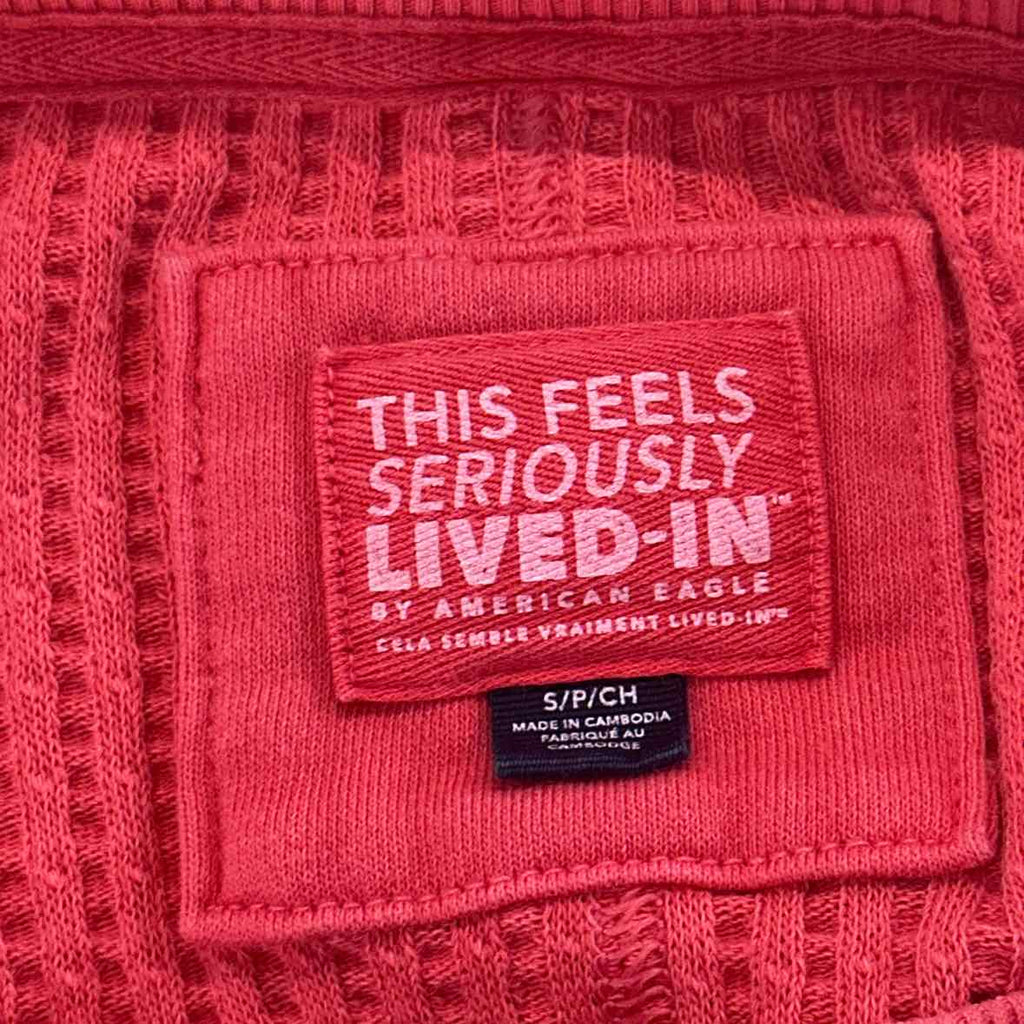 THIS FEELS
SERIOUSLY
LIVED-IN™
BY AMERICAN EAGLE
CELA SEMBLE VRAIMENT LIVED-IN™
S/P/CH
MADE IN CAMBODIA
FABRIQUÉ AU
CAMBODGE